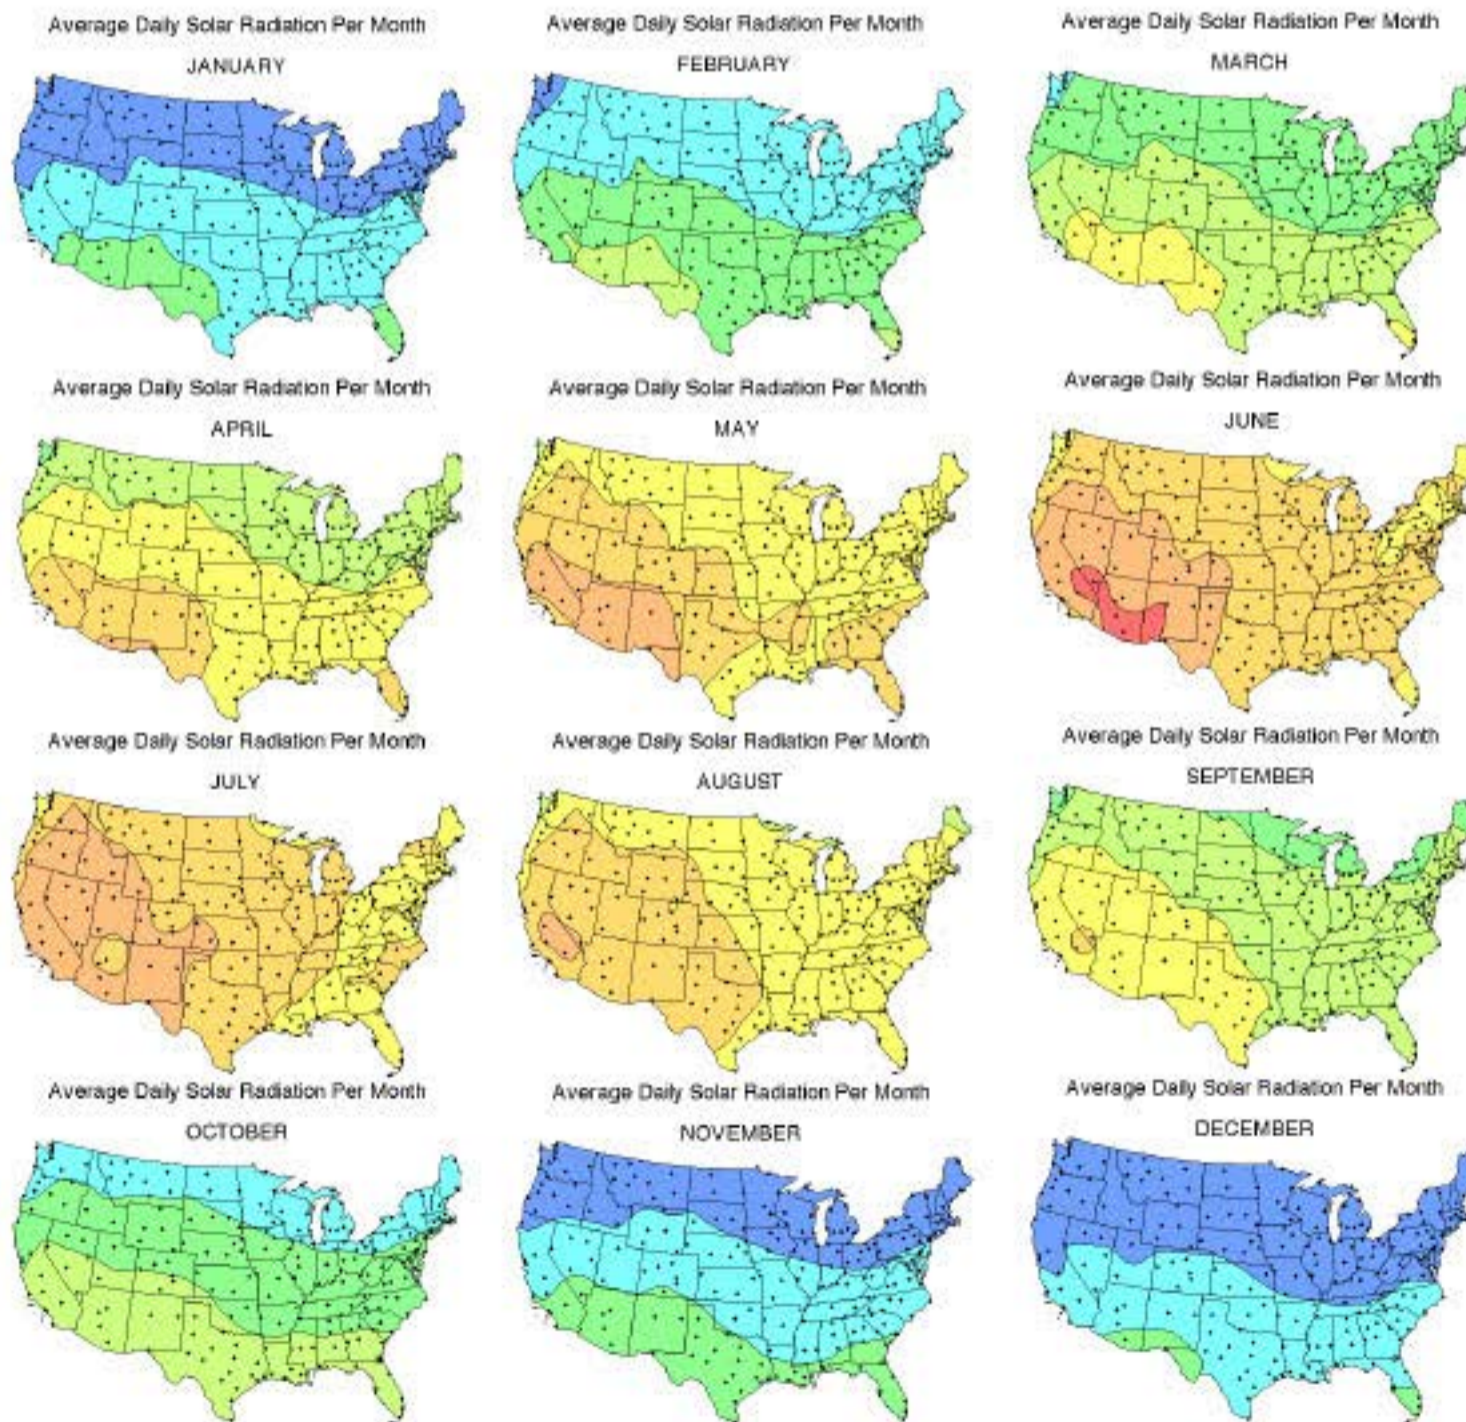 Average Daily Solar Radiation Per Month
JANUARY
Average Daily Solar Radiation Per Month
FEBRUARY
Average Daily Solar Radiation Per Month
MARCH
Average Daily Solar Radiation Per Month
APRIL
Average Daily Solar Radiation Per Month
MAY
Average Daily Solar Radiation Per Month
JUNE
Average Daily Solar Radiation Per Month
JULY
Average Daily Solar Radiation Per Month
AUGUST
Average Daily Solar Radiation Per Month
SEPTEMBER
Average Daily Solar Radiation Per Month
OCTOBER
Average Daily Solar Radiation Per Month
NOVEMBER
Average Daily Solar Radiation Per Month
DECEMBER